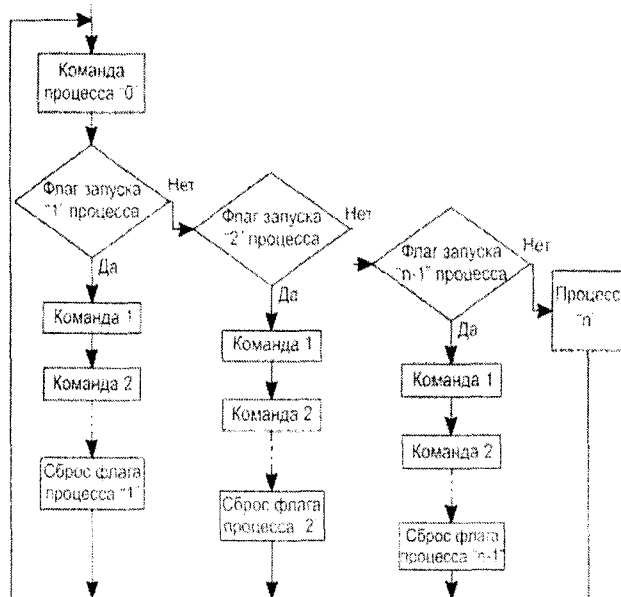 Команда
процесса "0"
Флаг запуска
"1" процесса
Нет
Да
Команда 1
Команда 2
Сброс флага
процесса "1"
Флаг запуска
"2" процесса
Нет
Да
Команда 1
Команда 2
Сброс флага
процесса 2"
Флаг запуска
"n-1" процесса
Нет
Да
Команда 1
Команда 2
Сброс флага
процесса "n-1"
Процесс
"n"